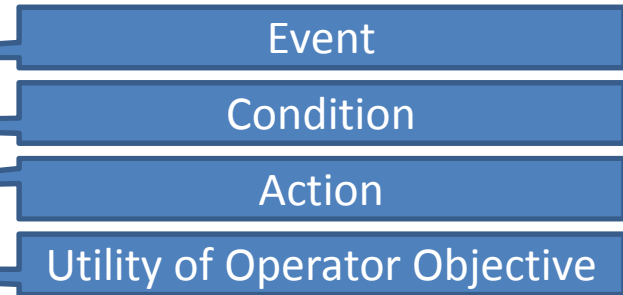 Event
Condition
Action
Utility of Operator Objective